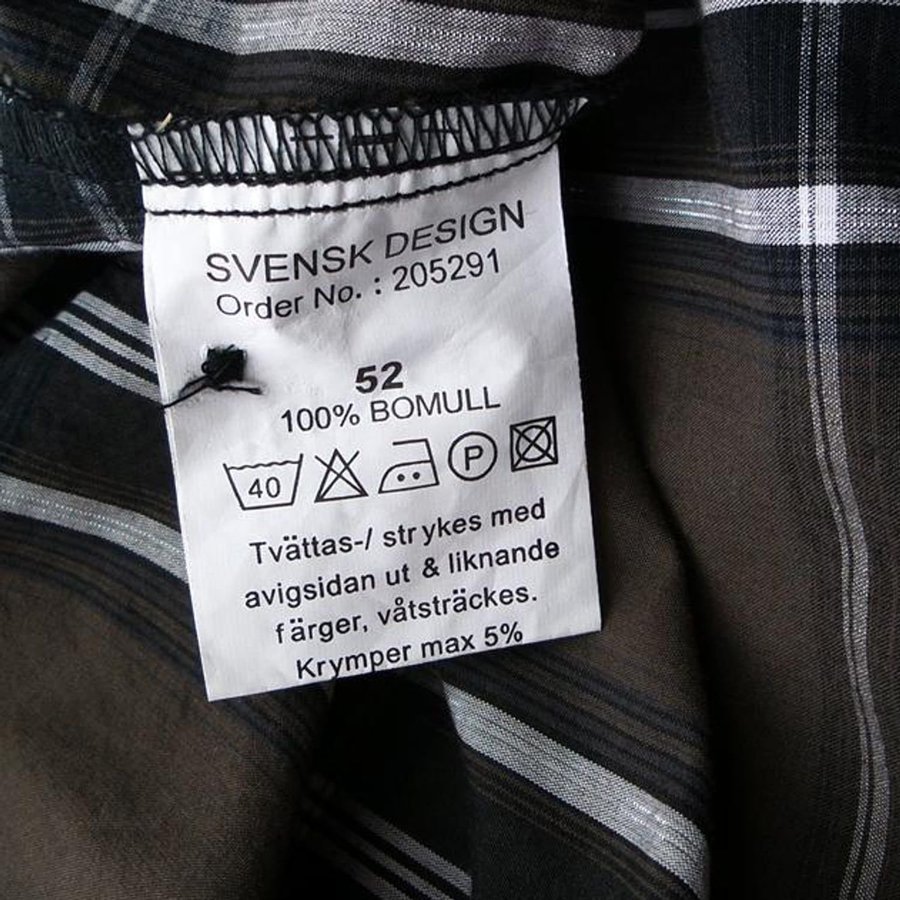 SVENSK DESIGN
Order No. : 205291
52
100% BOMULL
40 P
Tvättas-/ strykes med
avigsidan ut & liknande
färger, våtsträckes.
Krymper max 5%